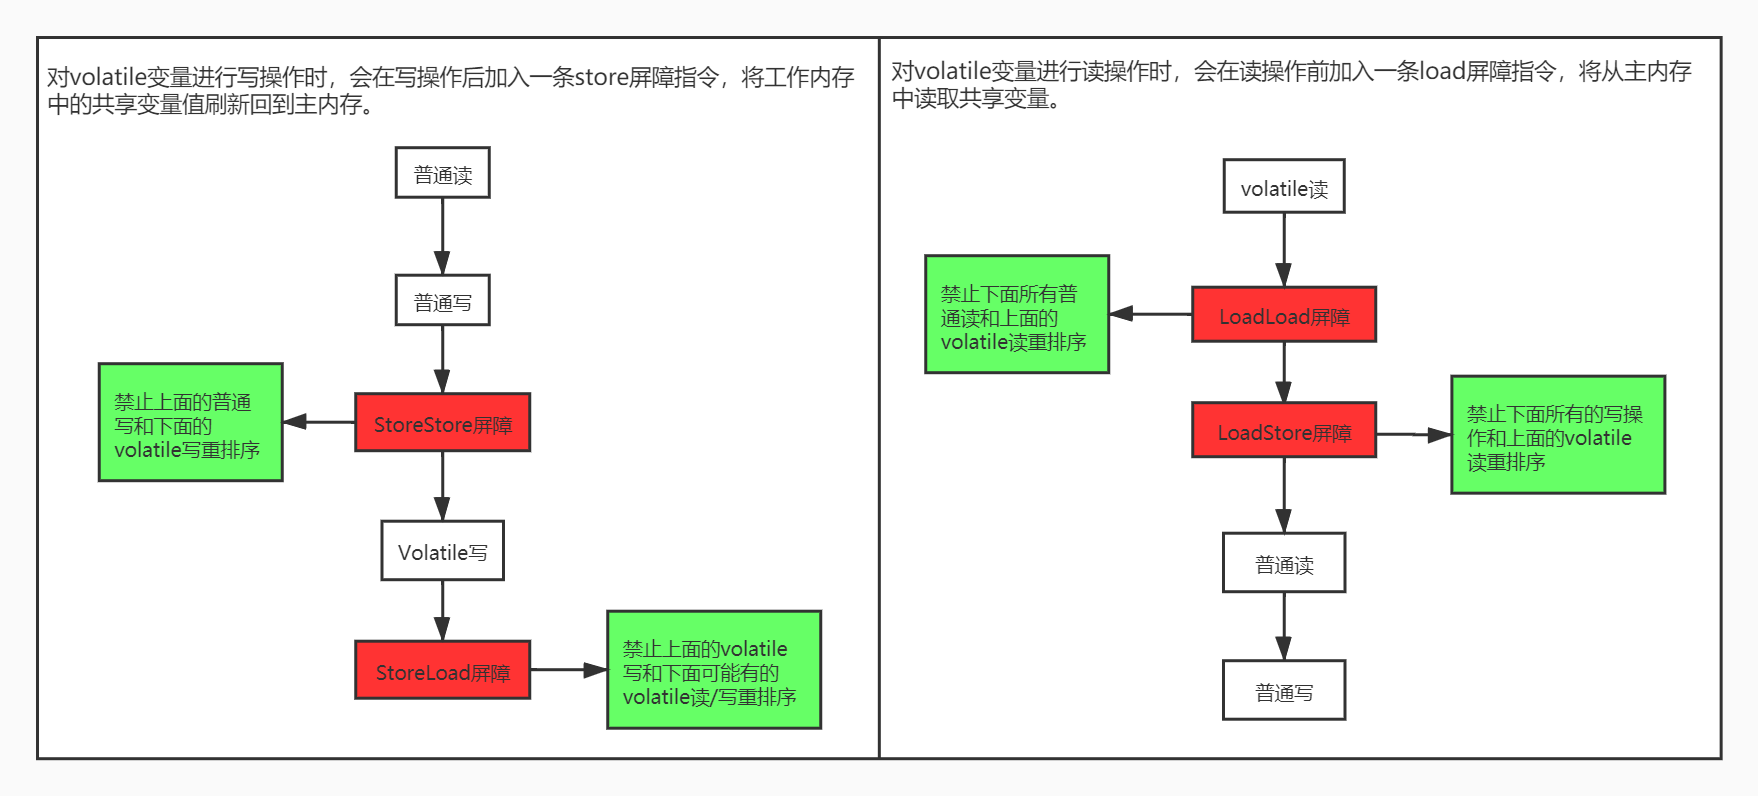 对volatile变量进行写操作时，会在写操作后加入一条store屏障指令，将工作内存
中的共享变量值刷新回到主内存。
普通读
普通写
StoreStore屏障
禁止上面的普通
写和下面的
volatile写重排序
Volatile写
StoreLoad屏障
禁止上面的volatile
写和下面可能有的
volatile读/写重排序
对volatile变量进行读操作时，会在读操作前加入一条load屏障指令，将从主内存
中读取共享变量。
volatile读
LoadLoad屏障
禁止下面所有普
通读和上面的
volatile读重排序
LoadStore屏障
禁止下面所有的写操
作和上面的volatile
读重排序
普通读
普通写